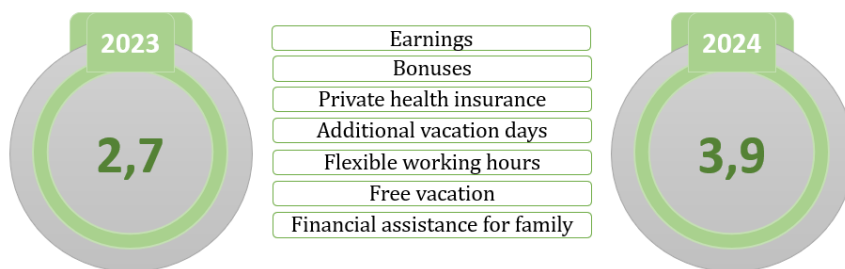 2023
2,7
Earnings
Bonuses
Private health insurance
Additional vacation days
Flexible working hours
Free vacation
Financial assistance for family
2024
3,9